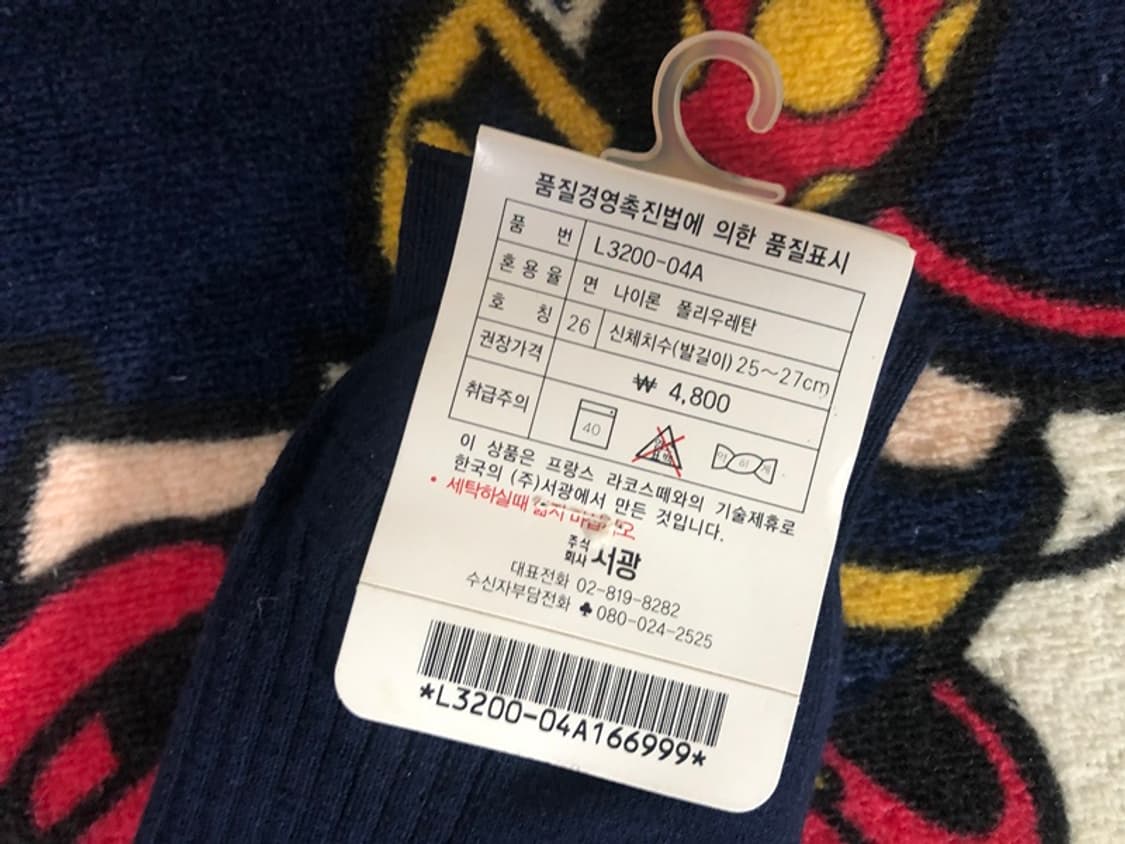 품질경영촉진법에 의한 품질표시
품 번 L3200-04A
혼용율 면 나이론 폴리우레탄
호 칭 26 신체치수(발길이) 25~27cm
권장가격 ₩ 4,800
취급주의 40 약 하 게
이 상품은 프랑스 라코스떼와의 기술제휴로
한국의 (주)서광에서 만든 것입니다.
• 세탁하실때
주식회사 서광
대표전화 02-819-8282
수신자부담전화 ♣ 080-024-2525
*L3200-04A166999*